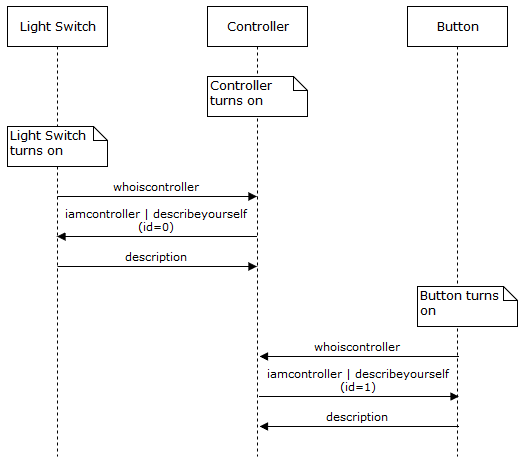 Light Switch
Controller
Button
Controller
turns on
Light Switch
turns on
whoiscontroller
iamcontroller | describeyourself
(id=0)
description
Button turns
on
whoiscontroller
iamcontroller | describeyourself
(id=1)
description